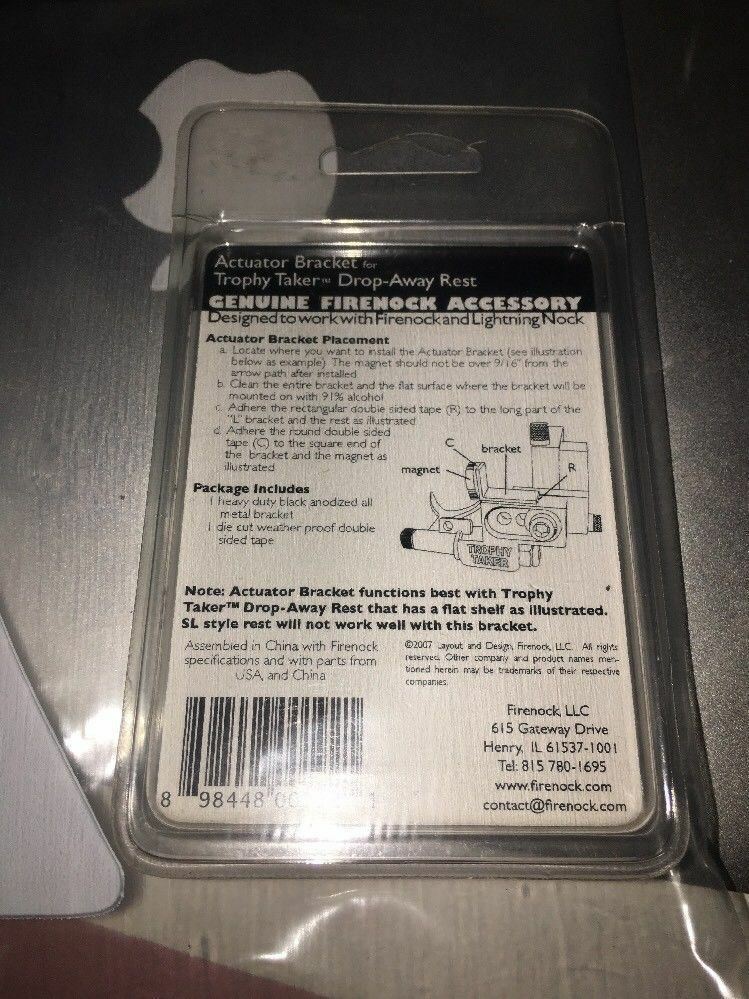 Actuator Bracket for
Trophy Taker™ Drop-Away Rest
GENUINE FIRENOCK ACCESSORY
Designed to work with Firenock and Lightning Nock
Actuator Bracket Placement
a. Locate where you want to install the Actuator Bracket (see illustration
below as example) The magnet should not be over 9/16" from the
arrow path after installed
b. Clean the entire bracket and the flat surface where the bracket will be
mounted on with 91% alcohol
c. Adhere the rectangular double sided tape (R) to the long part of the
"L" bracket and the rest as illustrated
d. Adhere the round double sided
tape (C) to the square end of
the bracket and the magnet as
illustrated
C
bracket
magnet
R
TROPHY
TAKER
Package Includes
1 heavy duty black anodized all
metal bracket
1 die cut weather proof double
sided tape
Note: Actuator Bracket functions best with Trophy
Taker™ Drop-Away Rest that has a flat shelf as illustrated.
SL style rest will not work well with this bracket.
Assembled in China with Firenock
specifications and with parts from
USA, and China
©2007 Layout and Design, Firenock, LLC. All rights
reserved. Other company and product names men-
tioned herein may be trademarks of their respective
companies.
Firenock, LLC
615 Gateway Drive
Henry, IL 61537-1001
Tel: 815 780-1695
www.firenock.com
contact@firenock.com
8 98448 1